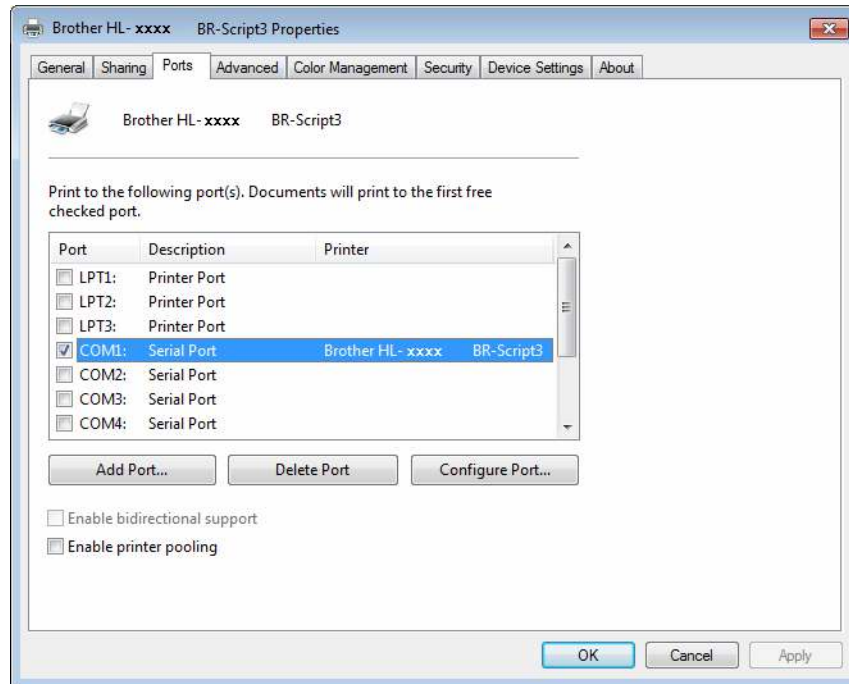 Brother HL- xxxx BR-Script3 Properties
General Sharing Ports Advanced Color Management Security Device Settings About
Brother HL- xxxx BR-Script3
Print to the following port(s). Documents will print to the first free
checked port.
Port Description Printer
LPT1: Printer Port
LPT2: Printer Port
LPT3: Printer Port
COM1: Serial Port Brother HL- xxxx BR-Script3
COM2: Serial Port
COM3: Serial Port
COM4: Serial Port
Add Port... Delete Port Configure Port...
Enable bidirectional support
Enable printer pooling
OK Cancel Apply